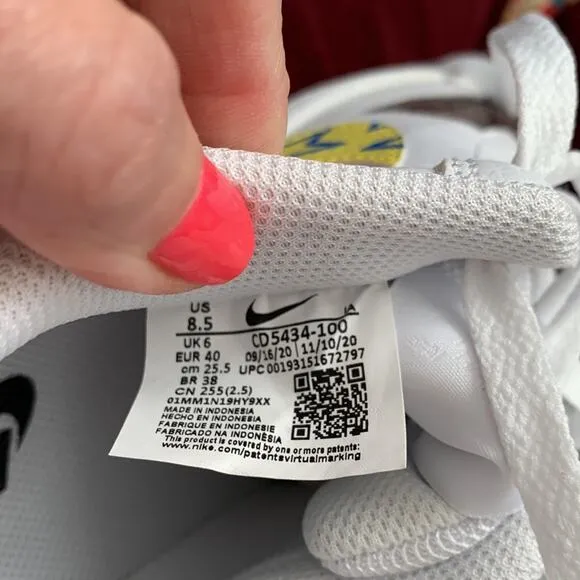 US
8.5
IA
CD5434-100
UK 6
09/16/20 | 11/10/20
EUR 40
UPC 00193151672797
cm 25.5
BR 38
CN 255(2.5)
01MM1N19HY9XX
MADE IN INDONESIA
HECHO EN INDONESIA
FABRIQUE EN INDONESIE
FABRICADO NA INDONÉSIA
This product is covered by one or more patents:
www.nike.com/patentsvirtualmarking